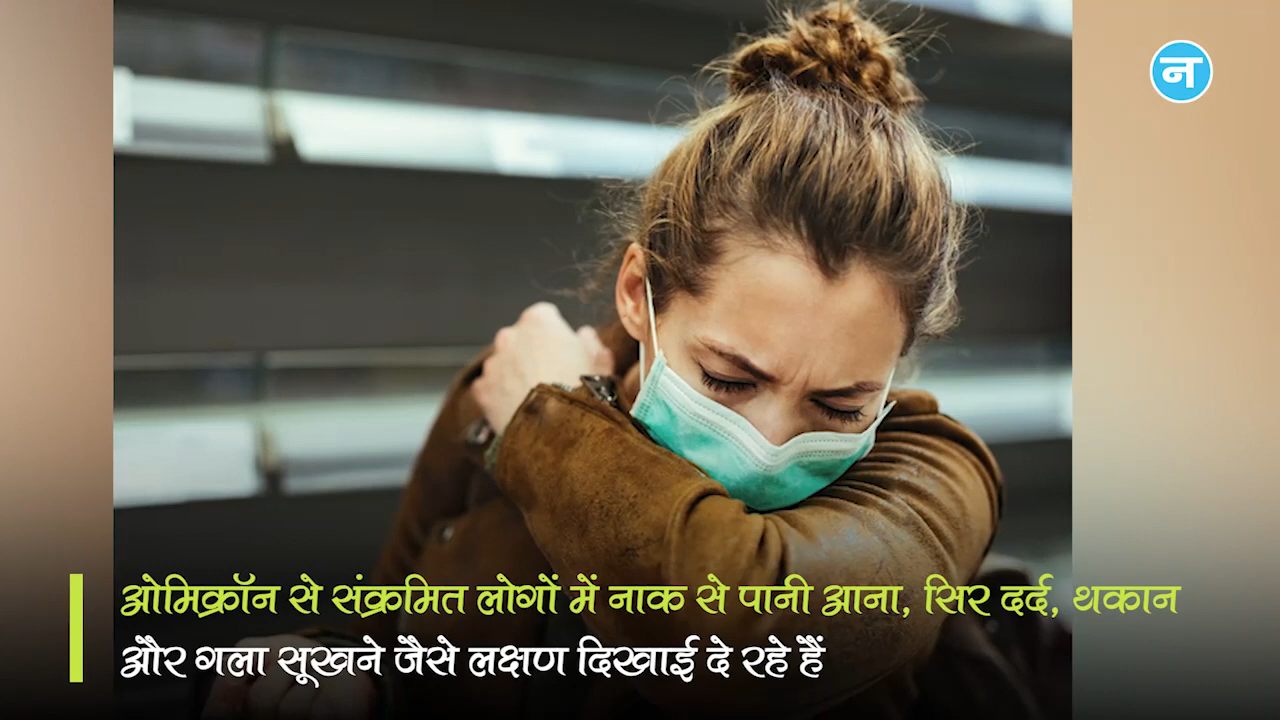 न
ओमिक्रॉन से संक्रमित लोगों में नाक से पानी आना, सिर दर्द, थकान
और गला सूखने जैसे लक्षण दिखाई दे रहे हैं